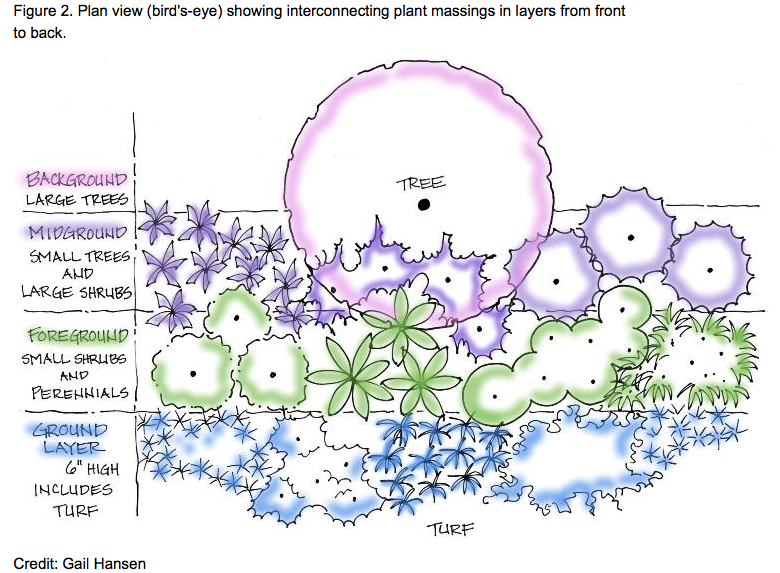 Figure 2. Plan view (bird's-eye) showing interconnecting plant massings in layers from front
to back.
TREE
BACKGROUND
LARGE TREES
MIDGROUND
SMALL TREES
AND
LARGE SHRUBS
FOREGROUND
SMALL SHRUBS
AND
PERENNIALS
GROUND
LAYER
6" HIGH
INCLUDES
TURF
TURF
Credit: Gail Hansen